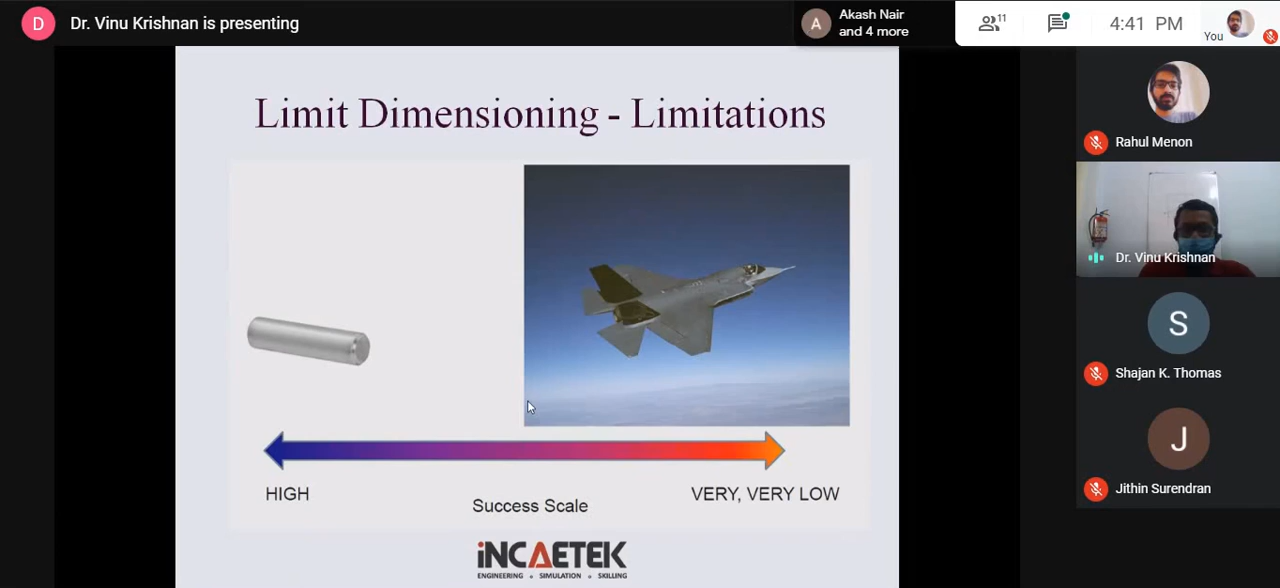 D
Dr. Vinu Krishnan is presenting
A
Akash Nair
and 4 more
11
4:41 PM
You
Limit Dimensioning - Limitations
HIGH
Success Scale
VERY, VERY LOW
iNCAETEK
ENGINEERING • SIMULATION • SKILLING
Rahul Menon
Dr. Vinu Krishnan
S
Shajan K. Thomas
J
Jithin Surendran